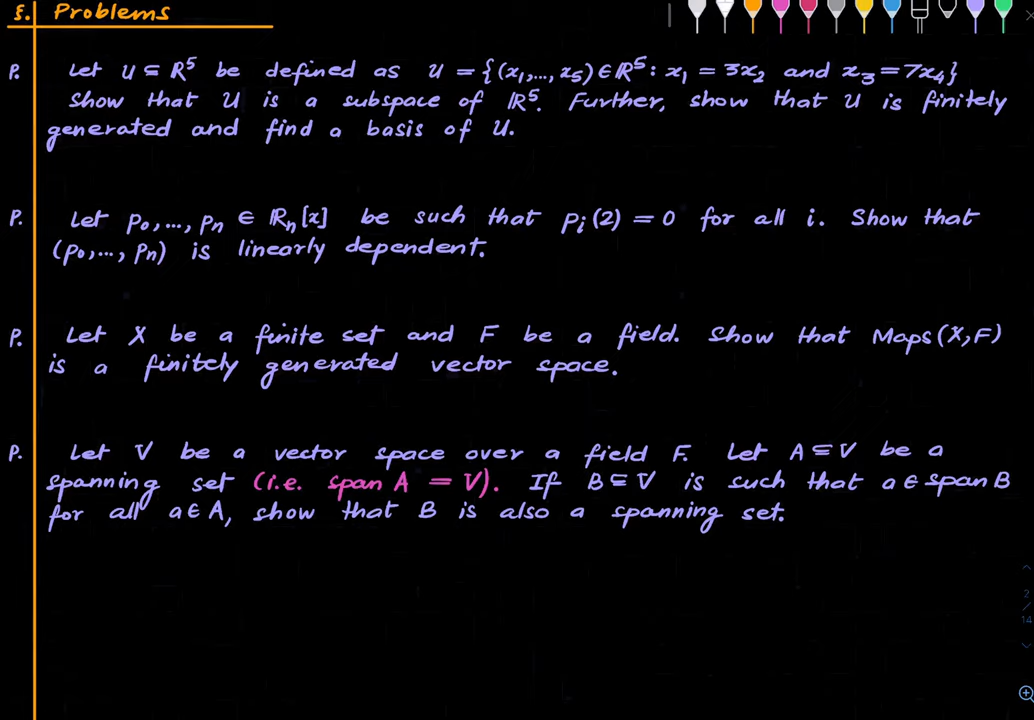 §. Problems
P. Let U ⊆ ℝ⁵ be defined as U = {(x₁,..., x₅) ∈ ℝ⁵ : x₁ = 3x₂ and x₃ = 7x₄}
Show that U is a subspace of ℝ⁵. Further, show that U is finitely
generated and find a basis of U.
P. Let p₀,..., pₙ ∈ ℝₙ[x] be such that pᵢ(2) = 0 for all i. Show that
(p₀,..., pₙ) is linearly dependent.
P. Let X be a finite set and F be a field. Show that Maps(X,F)
is a finitely generated vector space.
P. Let V be a vector space over a field F. Let A ⊆ V be a
spanning set (i.e. span A = V). If B ⊆ V is such that a ∈ span B
for all a ∈ A, show that B is also a spanning set.
2
/
14